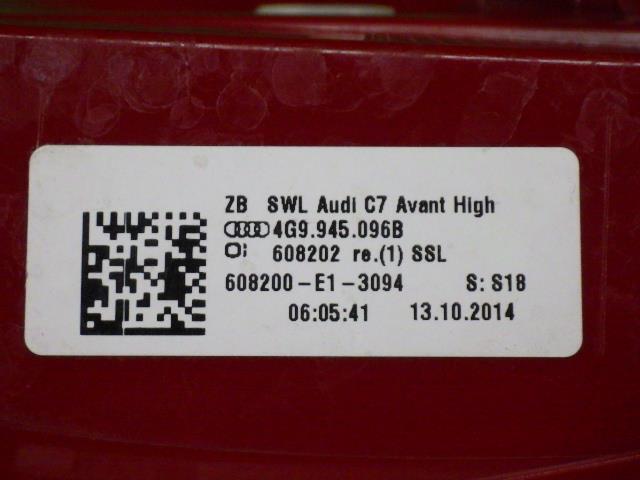 ZB SWL Audi C7 Avant High
4G9.945.096B
608202 re.(1) SSL
608200-E1-3094 S: S18
06:05:41 13.10.2014